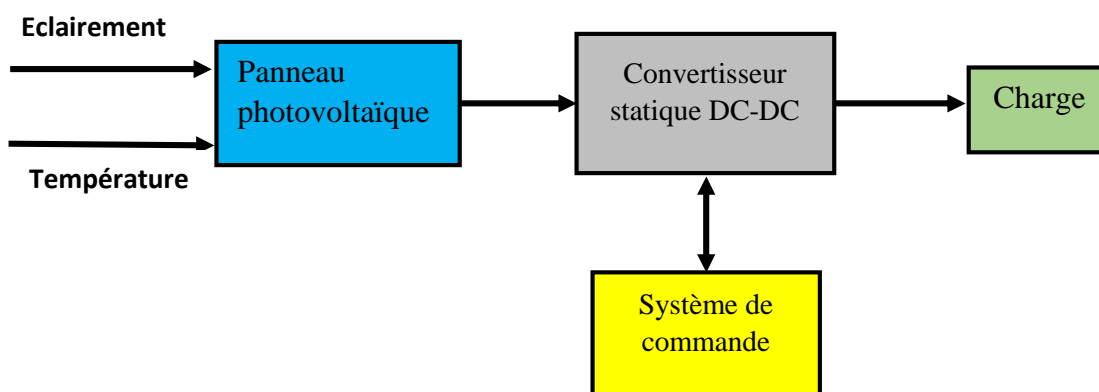 Eclairement
Température
Panneau
photovoltaïque
Convertisseur
statique DC-DC
Charge
Système de
commande